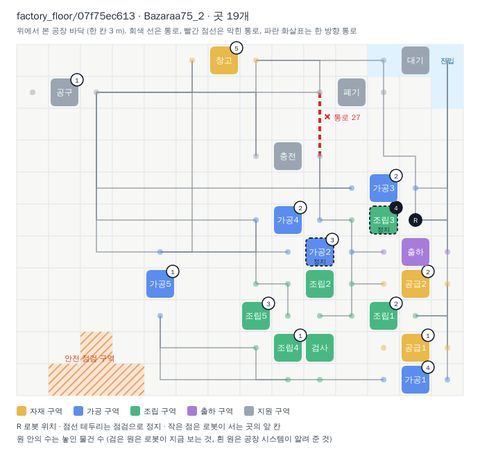 factory_floor/07f75ec613 · Bazaraa75_2 · 곳 19개
위에서 본 공장 바닥 (한 칸 3 m). 회색 선은 통로, 빨간 점선은 막힌 통로, 파란 화살표는 한 방향 통로
창고 5
대기
전립
공구 1
폐기
✕ 통로 27
충전
가공3 2
가공4 2
조립3 4
정지
R
가공2 3
정지
출하
가공5 1
조립2
공급2 2
조립5 3
조립1 2
안전 점검 구역
조립4 1
검사
공급1 1
가공1 4
자재 구역 가공 구역 조립 구역 출하 구역 지원 구역
R 로봇 위치 · 점선 테두리는 점검으로 정지 · 작은 점은 로봇이 서는 곳의 앞 칸
원 안의 수는 놓인 물건 수 (검은 원은 로봇이 지금 보는 것, 흰 원은 공장 시스템이 알려 준 것)